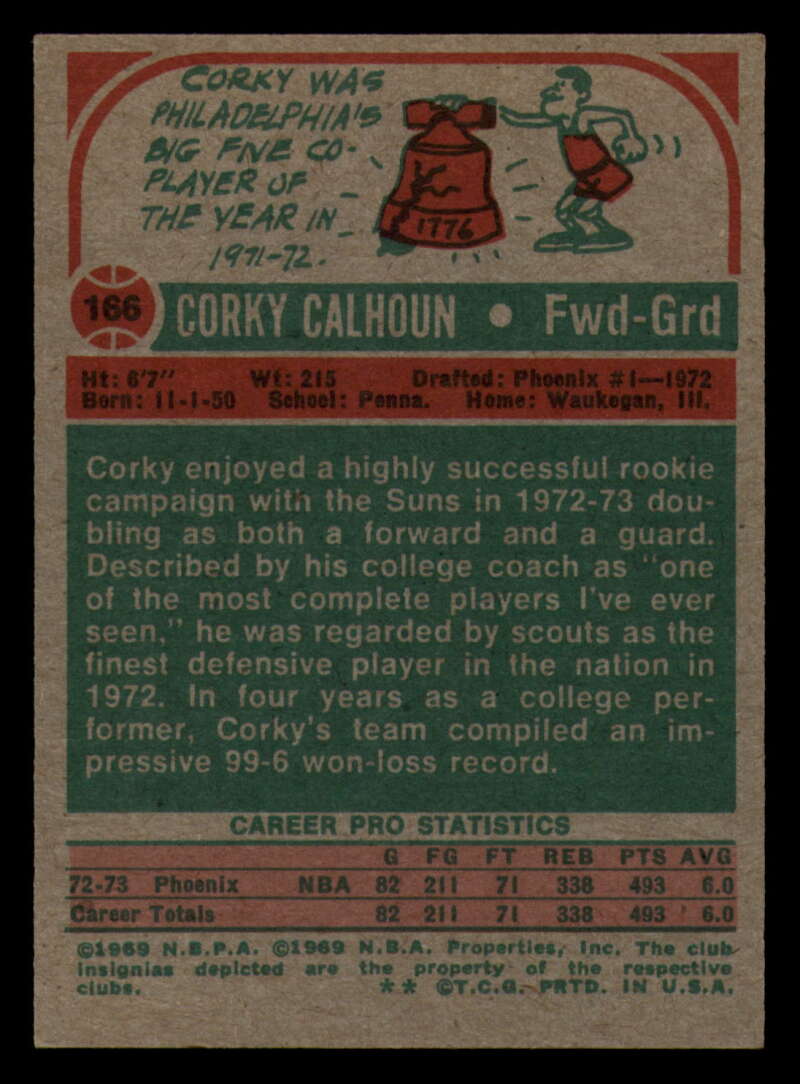 CORKY WAS
PHILADELPHIA'S
BIG FIVE CO-
PLAYER OF
THE YEAR IN
1971-72.
1776
166 CORKY CALHOUN • Fwd-Grd
Ht: 6'7" Wt: 215 Drafted: Phoenix #1—1972
Born: 11-1-50 School: Penna. Home: Waukegan, Ill.
Corky enjoyed a highly successful rookie
campaign with the Suns in 1972-73 dou-
bling as both a forward and a guard.
Described by his college coach as "one
of the most complete players I've ever
seen," he was regarded by scouts as the
finest defensive player in the nation in
1972. In four years as a college per-
former, Corky's team compiled an im-
pressive 99-6 won-loss record.
CAREER PRO STATISTICS
G FG FT REB PTS AVG
72-73 Phoenix NBA 82 211 71 338 493 6.0
Career Totals 82 211 71 338 493 6.0
©1969 N.B.P.A. ©1969 N.B.A. Properties, Inc. The club
insignias depicted are the property of the respective
clubs. ** ©T.C.G. PRTD. IN U.S.A.